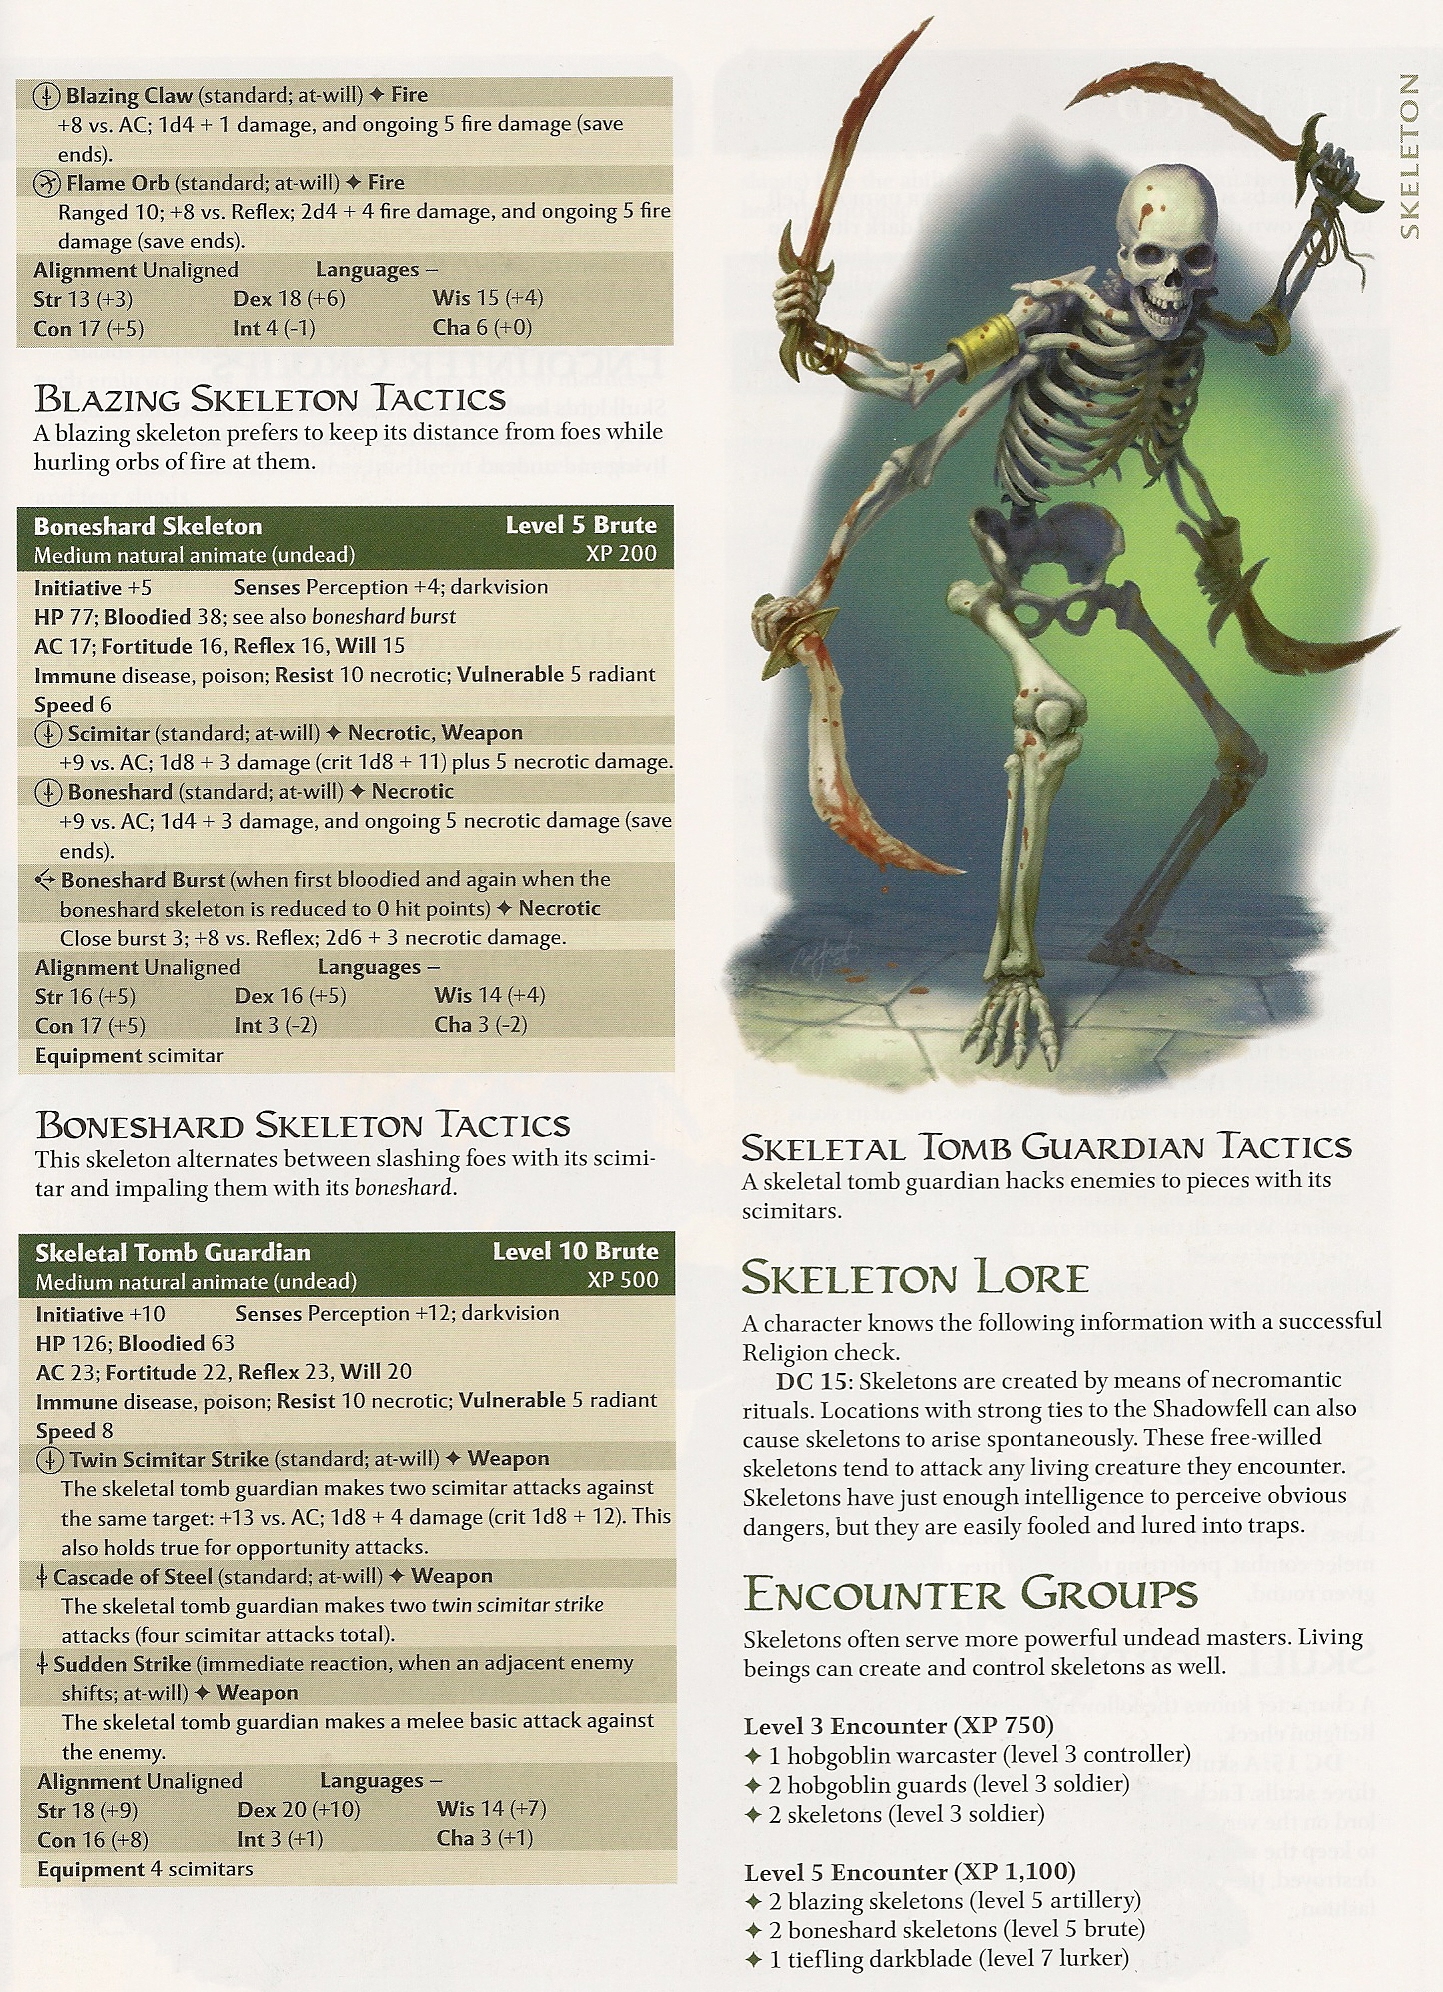 Blazing Claw (standard; at-will) ✦ Fire
+8 vs. AC; 1d4 + 1 damage, and ongoing 5 fire damage (save
ends).
Flame Orb (standard; at-will) ✦ Fire
Ranged 10; +8 vs. Reflex; 2d4 + 4 fire damage, and ongoing 5 fire
damage (save ends).
Alignment Unaligned Languages –
Str 13 (+3) Dex 18 (+6) Wis 15 (+4)
Con 17 (+5) Int 4 (-1) Cha 6 (+0)
Blazing Skeleton Tactics
A blazing skeleton prefers to keep its distance from foes while
hurling orbs of fire at them.
Boneshard Skeleton Level 5 Brute
Medium natural animate (undead) XP 200
Initiative +5 Senses Perception +4; darkvision
HP 77; Bloodied 38; see also boneshard burst
AC 17; Fortitude 16, Reflex 16, Will 15
Immune disease, poison; Resist 10 necrotic; Vulnerable 5 radiant
Speed 6
Scimitar (standard; at-will) ✦ Necrotic, Weapon
+9 vs. AC; 1d8 + 3 damage (crit 1d8 + 11) plus 5 necrotic damage.
Boneshard (standard; at-will) ✦ Necrotic
+9 vs. AC; 1d4 + 3 damage, and ongoing 5 necrotic damage (save
ends).
Boneshard Burst (when first bloodied and again when the
boneshard skeleton is reduced to 0 hit points) ✦ Necrotic
Close burst 3; +8 vs. Reflex; 2d6 + 3 necrotic damage.
Alignment Unaligned Languages –
Str 16 (+5) Dex 16 (+5) Wis 14 (+4)
Con 17 (+5) Int 3 (-2) Cha 3 (-2)
Equipment scimitar
Boneshard Skeleton Tactics
This skeleton alternates between slashing foes with its scimi-
tar and impaling them with its boneshard.
Skeletal Tomb Guardian Level 10 Brute
Medium natural animate (undead) XP 500
Initiative +10 Senses Perception +12; darkvision
HP 126; Bloodied 63
AC 23; Fortitude 22, Reflex 23, Will 20
Immune disease, poison; Resist 10 necrotic; Vulnerable 5 radiant
Speed 8
Twin Scimitar Strike (standard; at-will) ✦ Weapon
The skeletal tomb guardian makes two scimitar attacks against
the same target: +13 vs. AC; 1d8 + 4 damage (crit 1d8 + 12). This
also holds true for opportunity attacks.
Cascade of Steel (standard; at-will) ✦ Weapon
The skeletal tomb guardian makes two twin scimitar strike
attacks (four scimitar attacks total).
Sudden Strike (immediate reaction, when an adjacent enemy
shifts; at-will) ✦ Weapon
The skeletal tomb guardian makes a melee basic attack against
the enemy.
Alignment Unaligned Languages –
Str 18 (+9) Dex 20 (+10) Wis 14 (+7)
Con 16 (+8) Int 3 (+1) Cha 3 (+1)
Equipment 4 scimitars
SKELETON
Skeletal Tomb Guardian Tactics
A skeletal tomb guardian hacks enemies to pieces with its
scimitars.
Skeleton Lore
A character knows the following information with a successful
Religion check.
DC 15: Skeletons are created by means of necromantic
rituals. Locations with strong ties to the Shadowfell can also
cause skeletons to arise spontaneously. These free-willed
skeletons tend to attack any living creature they encounter.
Skeletons have just enough intelligence to perceive obvious
dangers, but they are easily fooled and lured into traps.
Encounter Groups
Skeletons often serve more powerful undead masters. Living
beings can create and control skeletons as well.
Level 3 Encounter (XP 750)
✦ 1 hobgoblin warcaster (level 3 controller)
✦ 2 hobgoblin guards (level 3 soldier)
✦ 2 skeletons (level 3 soldier)
Level 5 Encounter (XP 1,100)
✦ 2 blazing skeletons (level 5 artillery)
✦ 2 boneshard skeletons (level 5 brute)
✦ 1 tiefling darkblade (level 7 lurker)